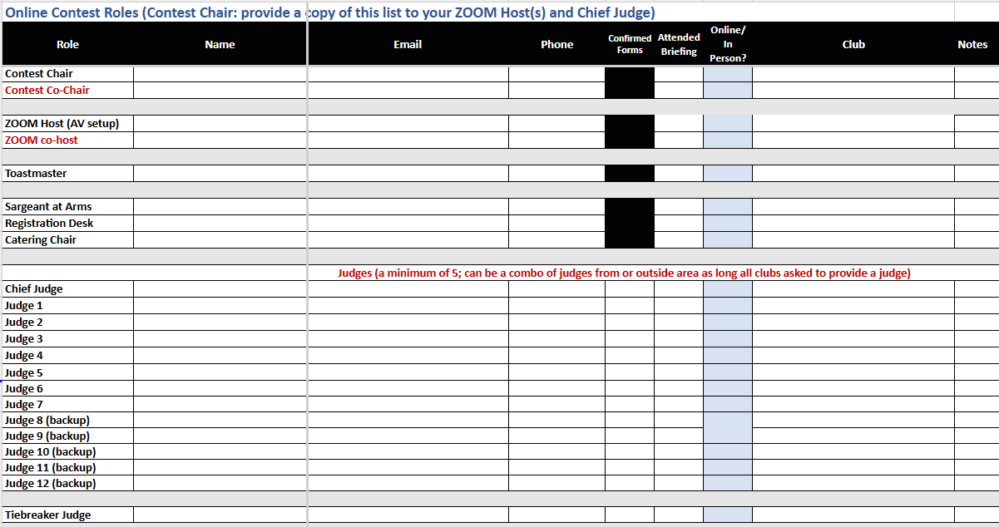 Online Contest Roles (Contest Chair: provide a copy of this list to your ZOOM Host(s) and Chief Judge)
Role Name Email Phone Confirmed Forms Attended Briefing Online/ In Person? Club Notes
Contest Chair
Contest Co-Chair
ZOOM Host (AV setup)
ZOOM co-host
Toastmaster
Sargeant at Arms
Registration Desk
Catering Chair
Judges (a minimum of 5; can be a combo of judges from or outside area as long all clubs asked to provide a judge)
Chief Judge
Judge 1
Judge 2
Judge 3
Judge 4
Judge 5
Judge 6
Judge 7
Judge 8 (backup)
Judge 9 (backup)
Judge 10 (backup)
Judge 11 (backup)
Judge 12 (backup)
Tiebreaker Judge